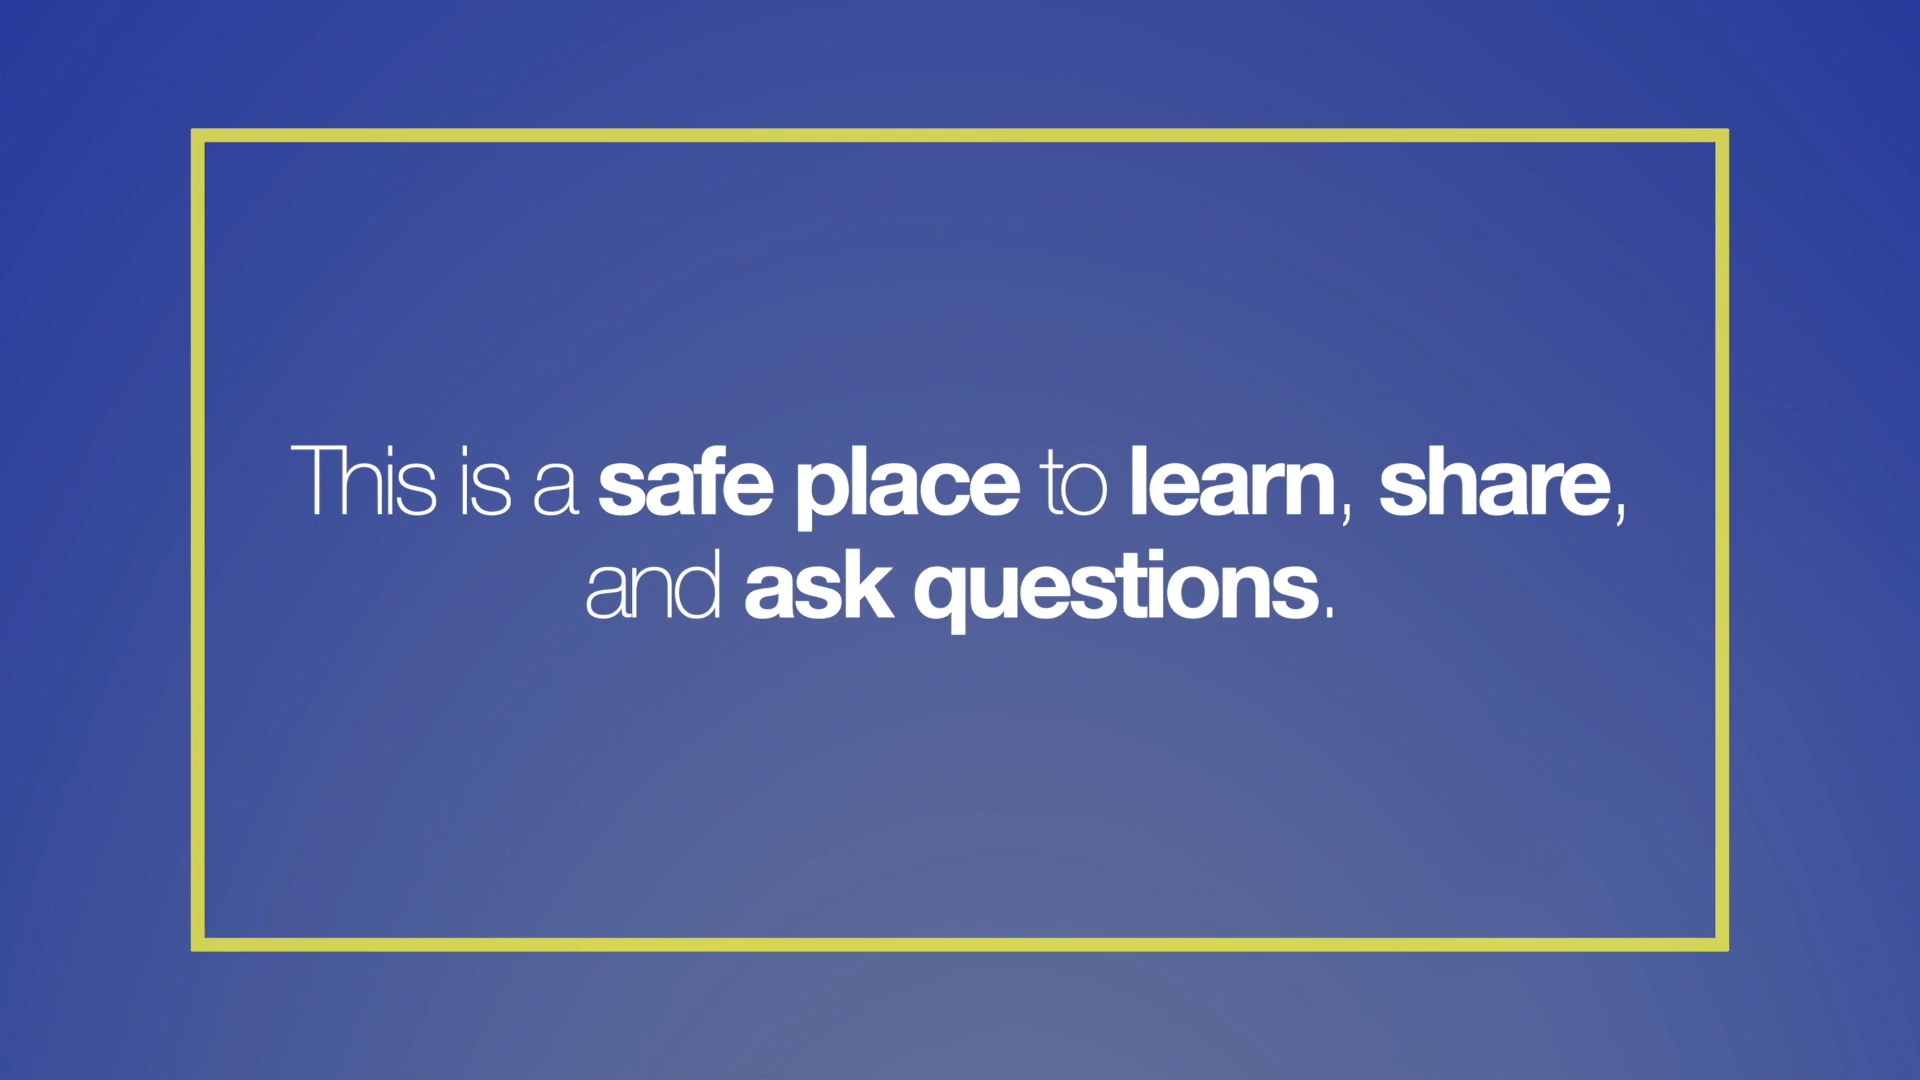 This is a safe place to learn, share,
and ask questions.